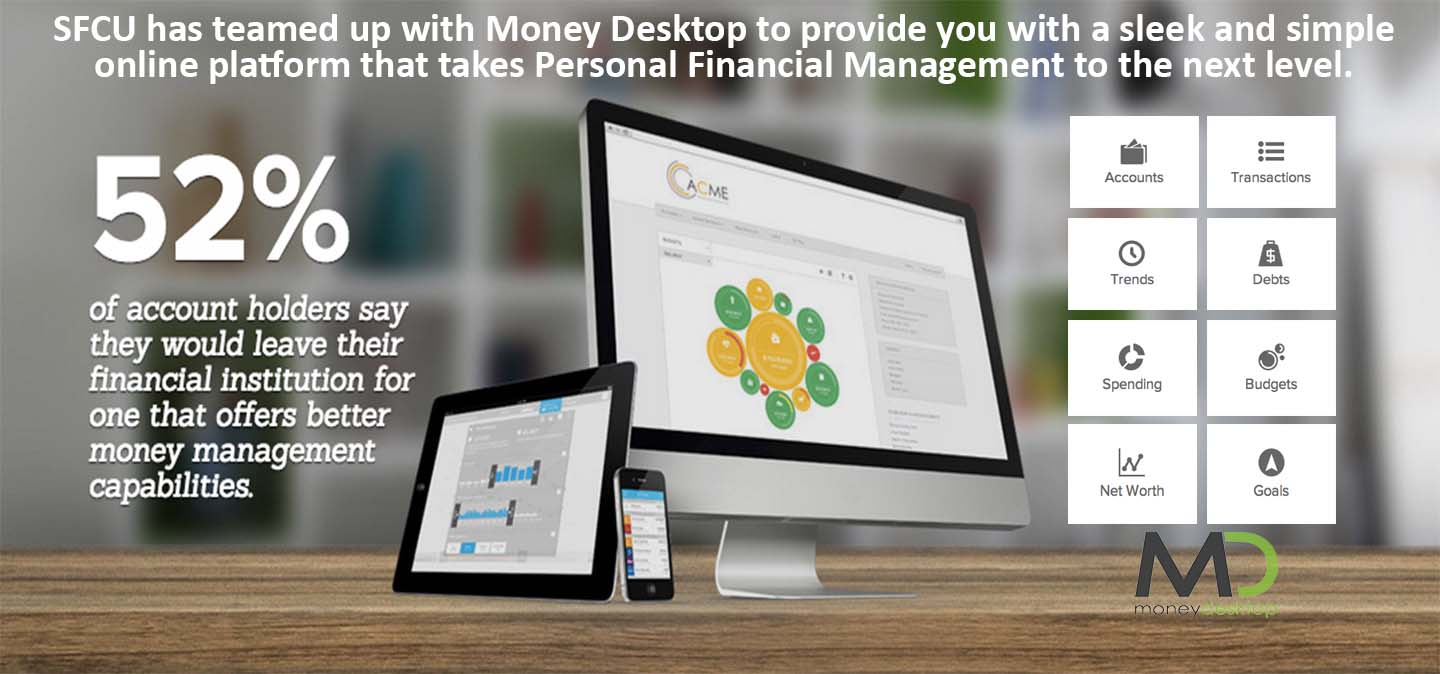 SFCU has teamed up with Money Desktop to provide you with a sleek and simple
online platform that takes Personal Financial Management to the next level.
52%
of account holders say
they would leave their
financial institution for
one that offers better
money management
capabilities.
ACME
Accounts
Transactions
Trends
Debts
Spending
Budgets
Net Worth
Goals
MD
moneydesktop